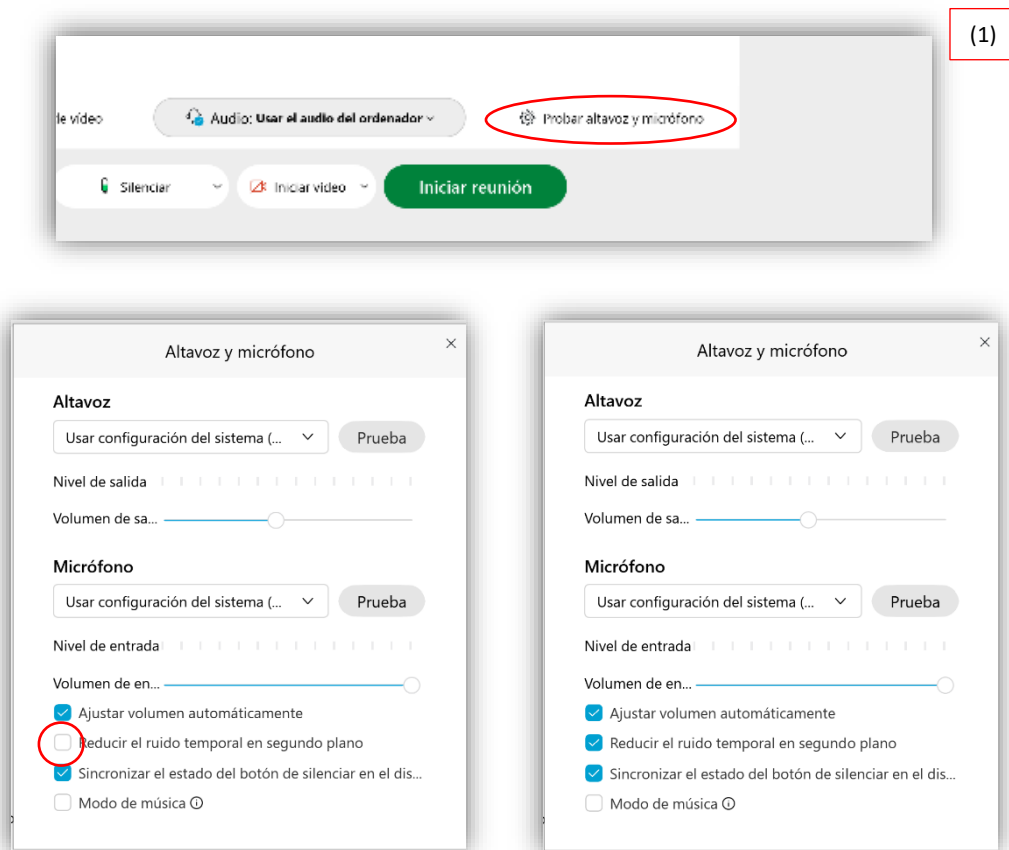 (1)
le vídeo
Audio: Usar el audio del ordenador
Probar altavoz y micrófono
Silenciar
Iniciar vídeo
Iniciar reunión
Altavoz y micrófono
Altavoz
Usar configuración del sistema (...
Prueba
Nivel de salida
Volumen de sa...
Micrófono
Usar configuración del sistema (...
Prueba
Nivel de entrada
Volumen de en...
Ajustar volumen automáticamente
Reducir el ruido temporal en segundo plano
Sincronizar el estado del botón de silenciar en el dis...
Modo de música
Altavoz y micrófono
Altavoz
Usar configuración del sistema (...
Prueba
Nivel de salida
Volumen de sa...
Micrófono
Usar configuración del sistema (...
Prueba
Nivel de entrada
Volumen de en...
Ajustar volumen automáticamente
Reducir el ruido temporal en segundo plano
Sincronizar el estado del botón de silenciar en el dis...
Modo de música